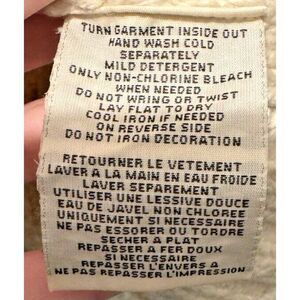 TURN GARMENT INSIDE OUT
HAND WASH COLD
SEPARATELY
MILD DETERGENT
ONLY NON-CHLORINE BLEACH
WHEN NEEDED
DO NOT WRING OR TWIST
LAY FLAT TO DRY
COOL IRON IF NEEDED
ON REVERSE SIDE
DO NOT IRON DECORATION
RETOURNER LE VETEMENT
LAVER A LA MAIN EN EAU FROIDE
LAVER SEPAREMENT
UTILISER UNE LESSIVE DOUCE
EAU DE JAVEL NON CHLOREE
UNIQUEMENT SI NECESSAIRE
NE PAS ESSORER OU TORDRE
SECHER A PLAT
REPASSER A FER DOUX
SI NECESSAIRE
REPASSER L'ENVERS A
NE PAS REPASSER L'IMPRESSION